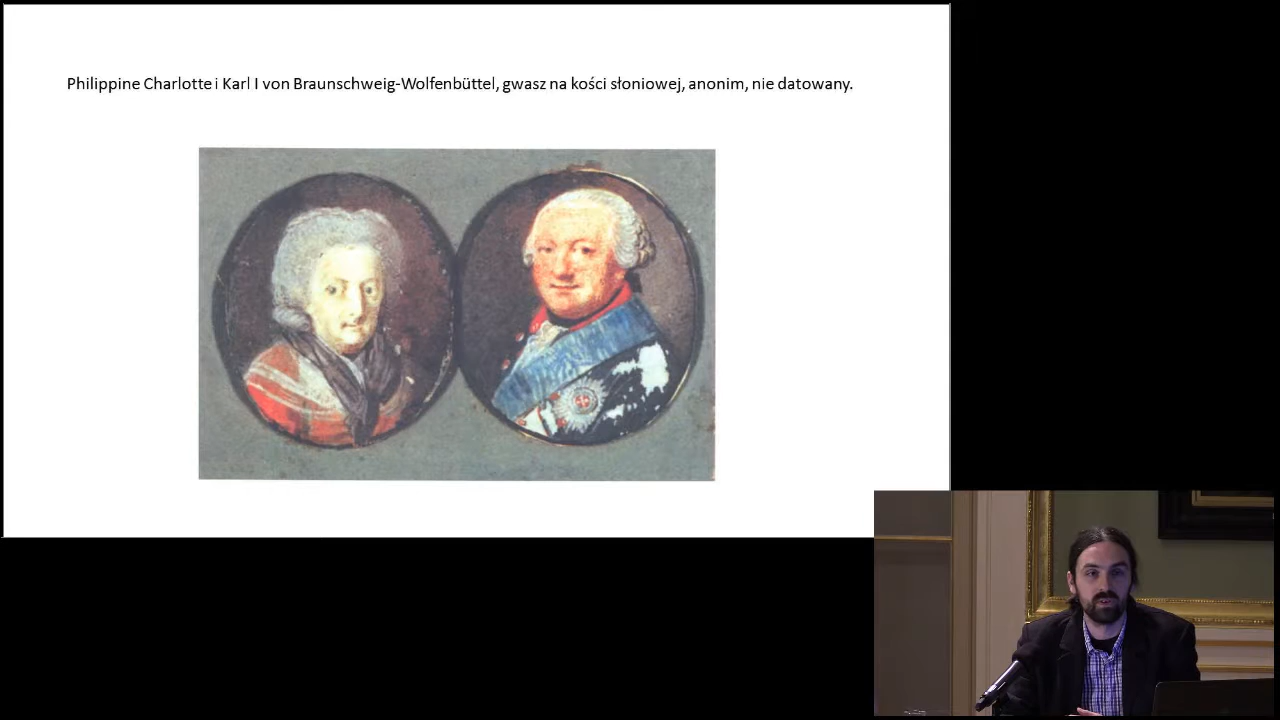 Philippine Charlotte i Karl I von Braunschweig-Wolfenbüttel, gwasz na kości słoniowej, anonim, nie datowany.